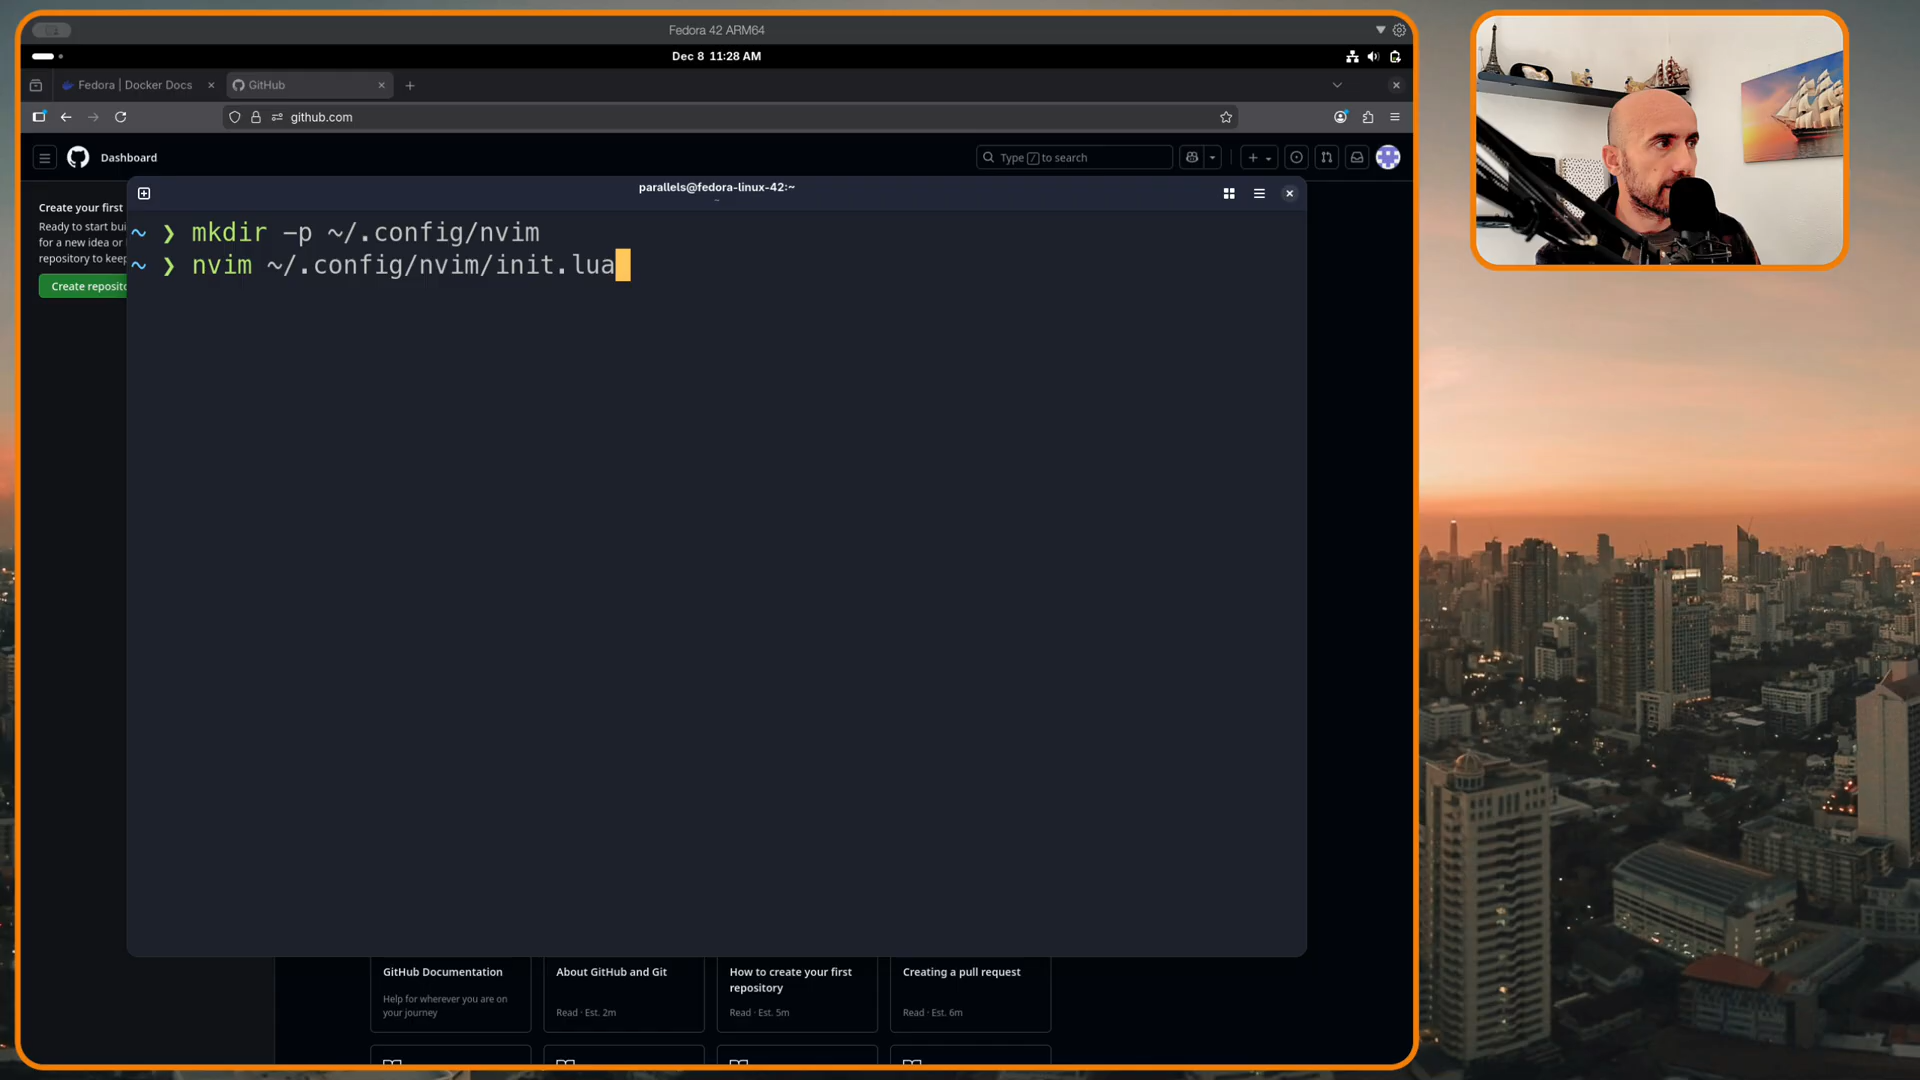 Fedora 42 ARM64
Dec 8 11:28 AM
Fedora | Docker Docs
GitHub
github.com
Dashboard
Type / to search
parallels@fedora-linux-42:~
~
Create your first
Ready to start bui
for a new idea or
repository to keep
Create reposito
~ ❯ mkdir -p ~/.config/nvim
~ ❯ nvim ~/.config/nvim/init.lua
GitHub Documentation
Help for wherever you are on
your journey
About GitHub and Git
Read · Est. 2m
How to create your first
repository
Read · Est. 5m
Creating a pull request
Read · Est. 6m